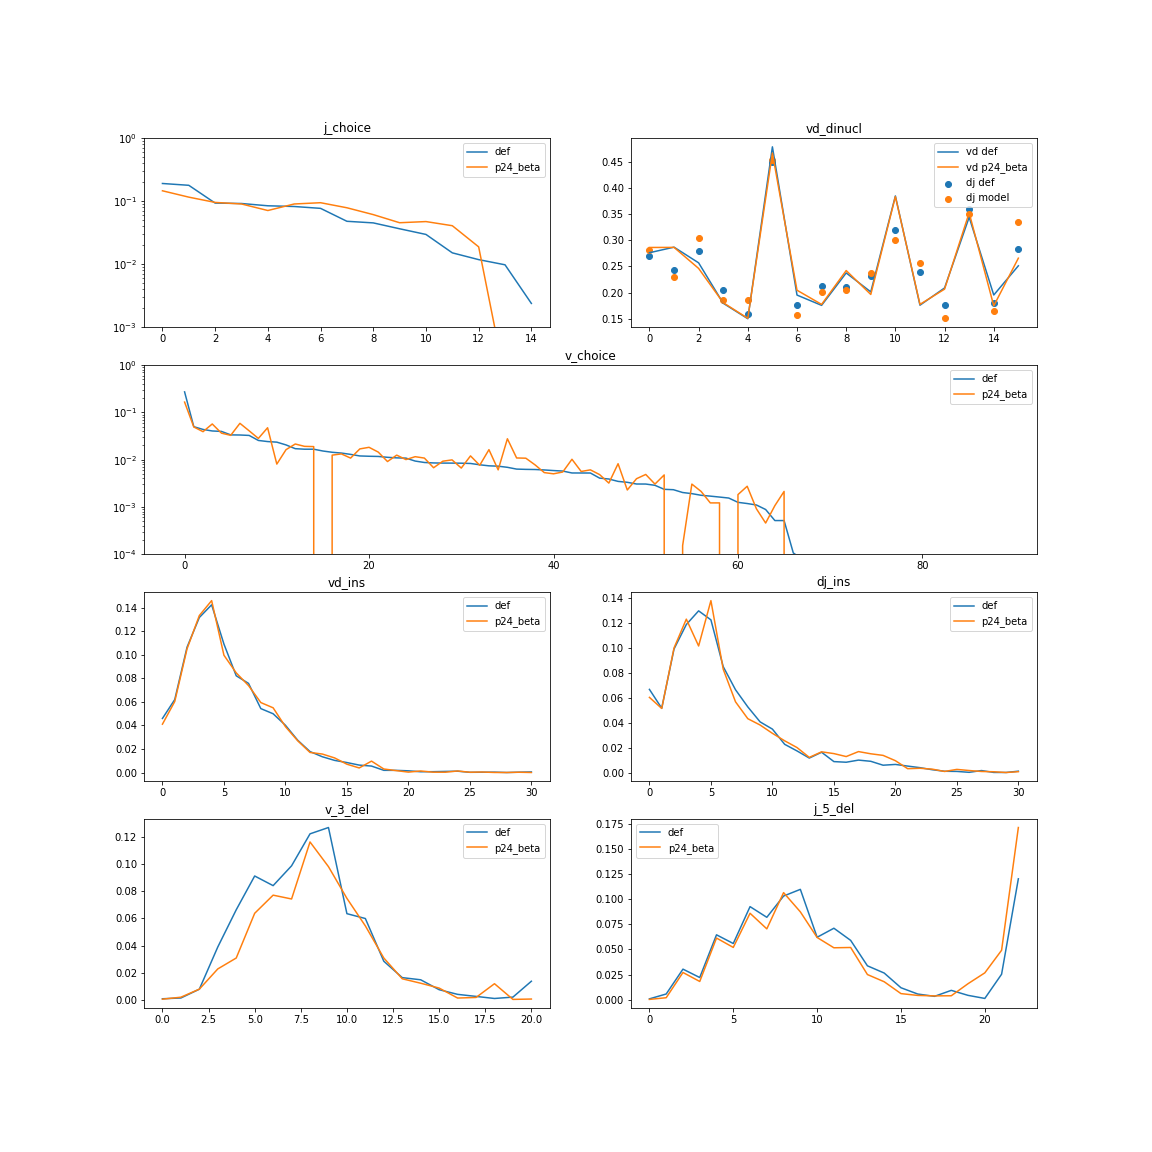 j_choice
10^0
10^-1
10^-2
10^-3
0 2 4 6 8 10 12 14
def
p24_beta
vd_dinucl
0.45
0.40
0.35
0.30
0.25
0.20
0.15
0 2 4 6 8 10 12 14
vd def
vd p24_beta
dj def
dj model
v_choice
10^0
10^-1
10^-2
10^-3
10^-4
0 20 40 60 80
def
p24_beta
vd_ins
0.14
0.12
0.10
0.08
0.06
0.04
0.02
0.00
0 5 10 15 20 25 30
def
p24_beta
dj_ins
0.14
0.12
0.10
0.08
0.06
0.04
0.02
0.00
0 5 10 15 20 25 30
def
p24_beta
v_3_del
0.12
0.10
0.08
0.06
0.04
0.02
0.00
0.0 2.5 5.0 7.5 10.0 12.5 15.0 17.5 20.0
def
p24_beta
j_5_del
0.175
0.150
0.125
0.100
0.075
0.050
0.025
0.000
0 5 10 15 20
def
p24_beta